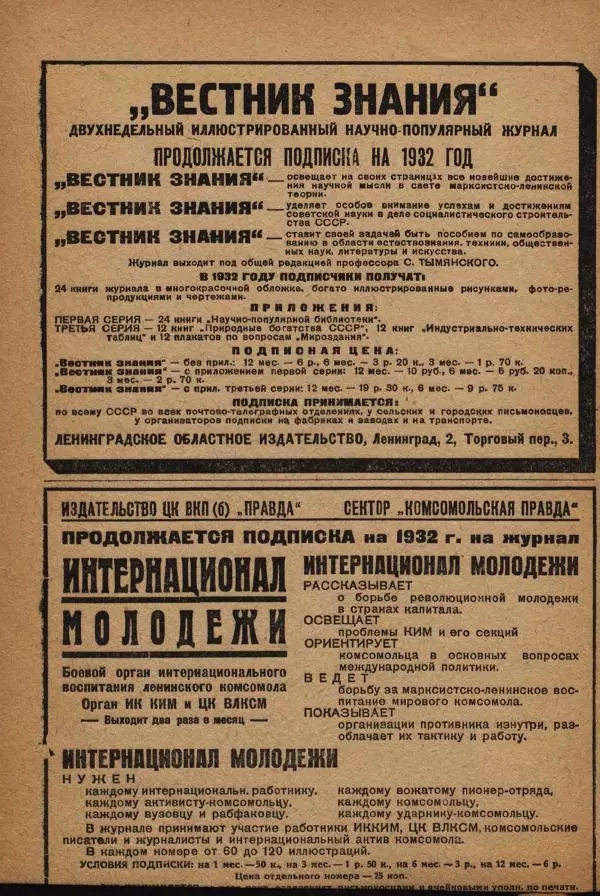 „ВЕСТНИК ЗНАНИЯ“
ДВУХНЕДЕЛЬНЫЙ ИЛЛЮСТРИРОВАННЫЙ НАУЧНО-ПОПУЛЯРНЫЙ ЖУРНАЛ
ПРОДОЛЖАЕТСЯ ПОДПИСКА НА 1932 ГОД
„ВЕСТНИК ЗНАНИЯ“ — освещает на своих страницах все новейшие достиже-
ния научной мысли в свете марксистско-ленинской
теории.
„ВЕСТНИК ЗНАНИЯ“ — уделяет особое внимание успехам и достижениям
советской науки в деле социалистического строитель-
ства СССР.
„ВЕСТНИК ЗНАНИЯ“ — ставит своей задачей быть пособием по самообразо-
ванию в области естествознания, техники, обществен-
ных наук, литературы и искусства.
Журнал выходит под общей редакцией профессора С. ТЫМЯНСКОГО.
В 1932 ГОДУ ПОДПИСЧИКИ ПОЛУЧАТ:
24 книги журнала в многокрасочной обложке, богато иллюстрированные рисунками, фото-ре-
продукциями и чертежами.
ПРИЛОЖЕНИЯ:
ПЕРВАЯ СЕРИЯ — 24 книги „Научно-популярной библиотеки“.
ТРЕТЬЯ СЕРИЯ — 12 книг „Природные богатства СССР“, 12 книг „Индустриально-технических
таблиц“ и 12 плакатов по вопросам „Мироздания“.
ПОДПИСНАЯ ЦЕНА:
„Вестник знания“ — без прил.: 12 мес. — 6 р., 6 мес. — 3 р. 20 к., 3 мес. — 1 р. 70 к.
„Вестник знания“ — с приложением первой серии: 12 мес. — 10 руб., 6 мес. — 5 руб. 20 коп.,
3 мес. — 2 р. 70 к.
„Вестник знания“ — с прил. третьей серии: 12 мес. — 19 р. 30 к., 6 мес. — 9 р. 75 к.
ПОДПИСКА ПРИНИМАЕТСЯ:
по всему СССР во всех почтово-телеграфных отделениях, у сельских и городских письмоносцев,
у организаторов подписки на фабриках и заводах и на транспорте.
ЛЕНИНГРАДСКОЕ ОБЛАСТНОЕ ИЗДАТЕЛЬСТВО, Ленинград, 2, Торговый пер., 3.
ИЗДАТЕЛЬСТВО ЦК ВКП(б) „ПРАВДА“ СЕКТОР „КОМСОМОЛЬСКАЯ ПРАВДА“
ПРОДОЛЖАЕТСЯ ПОДПИСКА на 1932 г. на журнал
ИНТЕРНАЦИОНАЛ
МОЛОДЕЖИ
Боевой орган интернационального
воспитания ленинского комсомола
Орган ИК КИМ и ЦК ВЛКСМ
— Выходит два раза в месяц —
ИНТЕРНАЦИОНАЛ МОЛОДЕЖИ
РАССКАЗЫВАЕТ
о борьбе революционной молодежи
в странах капитала.
ОСВЕЩАЕТ
проблемы КИМ и его секций
ОРИЕНТИРУЕТ
комсомольца в основных вопросах
международной политики.
ВЕДЕТ
борьбу за марксистско-ленинское вос-
питание мирового комсомола.
ПОКАЗЫВАЕТ
организации противника изнутри, раз-
облачает их тактику и работу.
ИНТЕРНАЦИОНАЛ МОЛОДЕЖИ
НУЖЕН
каждому интернациональн. работнику, каждому вожатому пионер-отряда,
каждому активисту-комсомольцу, каждому комсомольцу,
каждому вузовцу и рабфаковцу. каждому ударнику-комсомольцу.
В журнале принимают участие работники ИККИМ, ЦК ВЛКСМ, комсомольские
писатели и журналисты и интернациональный актив комсомола.
В каждом номере от 60 до 120 иллюстраций.
УСЛОВИЯ ПОДПИСКИ: на 1 мес. —50 к., на 3 мес. — 1 р. 50 к., на 6 мес. — 3 р., на 12 мес. — 6 р.
Цена отдельного номера — 25 коп.
отделениях, письмоносцами и ячейковыми уполн. по печати.